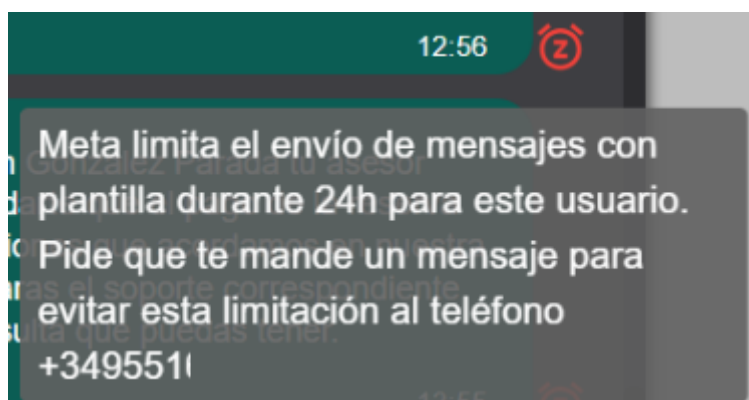 12:56
Meta limita el envío de mensajes con
plantilla durante 24h para este usuario.
Pide que te mande un mensaje para
evitar esta limitación al teléfono
+3495510